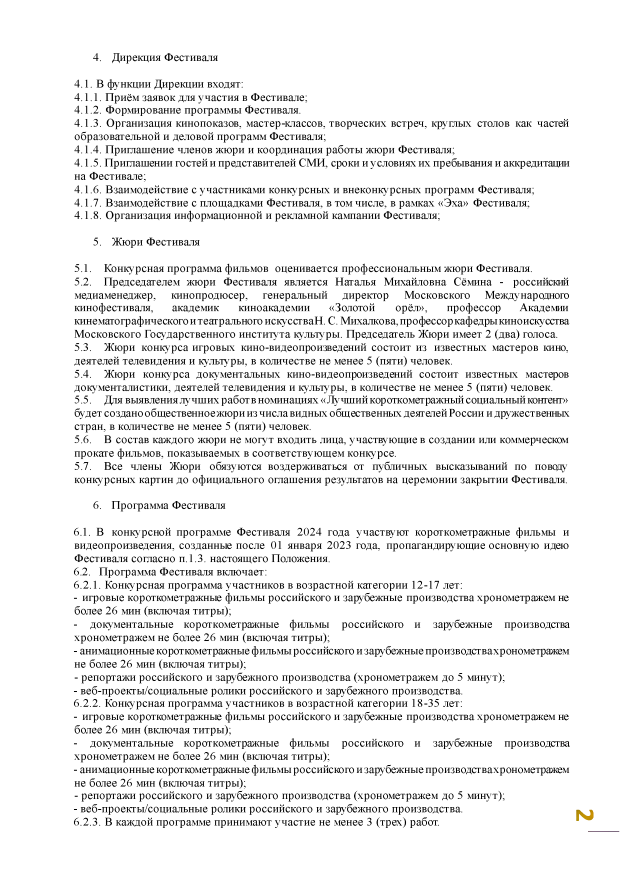 4. Дирекция Фестиваля
4.1. В функции Дирекции входят:
4.1.1. Приём заявок для участия в Фестивале;
4.1.2. Формирование программы Фестиваля.
4.1.3. Организация кинопоказов, мастер-классов, творческих встреч, круглых столов как частей
образовательной и деловой программ Фестиваля;
4.1.4. Приглашение членов жюри и координация работы жюри Фестиваля;
4.1.5. Приглашении гостей и представителей СМИ, сроки и условиях их пребывания и аккредитации
на Фестивале;
4.1.6. Взаимодействие с участниками конкурсных и внеконкурсных программ Фестиваля;
4.1.7. Взаимодействие с площадками Фестиваля, в том числе, в рамках «Эха» Фестиваля;
4.1.8. Организация информационной и рекламной кампании Фестиваля;
5. Жюри Фестиваля
5.1. Конкурсная программа фильмов оценивается профессиональным жюри Фестиваля.
5.2. Председателем жюри Фестиваля является Наталья Михайловна Сёмина - российский
медиаменеджер, кинопродюсер, генеральный директор Московского Международного
кинофестиваля, академик киноакадемии «Золотой орёл», профессор Академии
кинематографического и театрального искусства Н. С. Михалкова, профессор кафедры киноискусства
Московского Государственного института культуры. Председатель Жюри имеет 2 (два) голоса.
5.3. Жюри конкурса игровых кино-видеопроизведений состоит из известных мастеров кино,
деятелей телевидения и культуры, в количестве не менее 5 (пяти) человек.
5.4. Жюри конкурса документальных кино-видеопроизведений состоит известных мастеров
документалистики, деятелей телевидения и культуры, в количестве не менее 5 (пяти) человек.
5.5. Для выявления лучших работ в номинациях «Лучший короткометражный социальный контент»
будет создано общественное жюри из числа видных общественных деятелей России и дружественных
стран, в количестве не менее 5 (пяти) человек.
5.6. В состав каждого жюри не могут входить лица, участвующие в создании или коммерческом
прокате фильмов, показываемых в соответствующем конкурсе.
5.7. Все члены Жюри обязуются воздерживаться от публичных высказываний по поводу
конкурсных картин до официального оглашения результатов на церемонии закрытии Фестиваля.
6. Программа Фестиваля
6.1. В конкурсной программе Фестиваля 2024 года участвуют короткометражные фильмы и
видеопроизведения, созданные после 01 января 2023 года, пропагандирующие основную идею
Фестиваля согласно п.1.3. настоящего Положения.
6.2. Программа Фестиваля включает:
6.2.1. Конкурсная программа участников в возрастной категории 12-17 лет:
- игровые короткометражные фильмы российского и зарубежные производства хронометражем не
более 26 мин (включая титры);
- документальные короткометражные фильмы российского и зарубежные производства
хронометражем не более 26 мин (включая титры);
- анимационные короткометражные фильмы российского и зарубежные производства хронометражем
не более 26 мин (включая титры);
- репортажи российского и зарубежного производства (хронометражем до 5 минут);
- веб-проекты/социальные ролики российского и зарубежного производства.
6.2.2. Конкурсная программа участников в возрастной категории 18-35 лет:
- игровые короткометражные фильмы российского и зарубежные производства хронометражем не
более 26 мин (включая титры);
- документальные короткометражные фильмы российского и зарубежные производства
хронометражем не более 26 мин (включая титры);
- анимационные короткометражные фильмы российского и зарубежные производства хронометражем
не более 26 мин (включая титры);
- репортажи российского и зарубежного производства (хронометражем до 5 минут);
- веб-проекты/социальные ролики российского и зарубежного производства.
6.2.3. В каждой программе принимают участие не менее 3 (трех) работ.
2